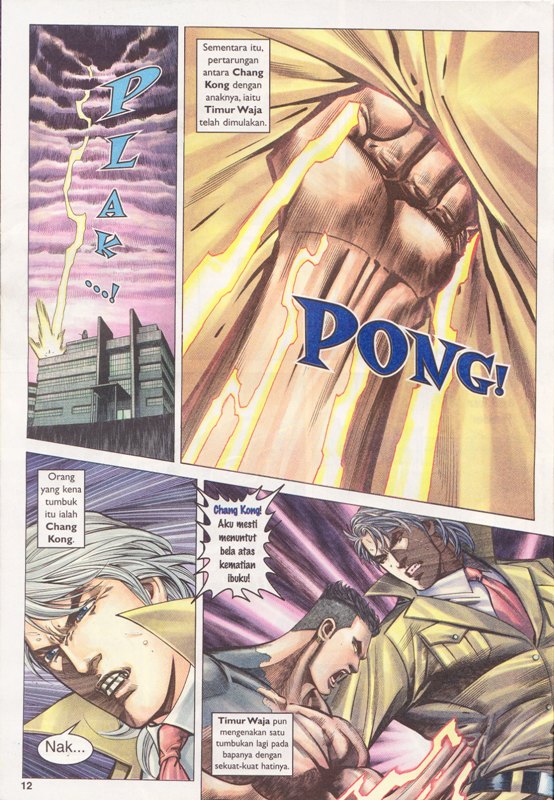 PLAK...!
Sementara itu,
pertarungan
antara Chang
Kong dengan
anaknya, iaitu
Timur Waja
telah dimulakan.
PONG!
Orang
yang kena
tumbuk
itu ialah
Chang
Kong.
Nak...
Chang Kong!
Aku mesti
menuntut
bela atas
kematian
ibuku!
Timur Waja pun
mengenakan satu
tumbukan lagi pada
bapanya dengan
sekuat-kuat hatinya.
12